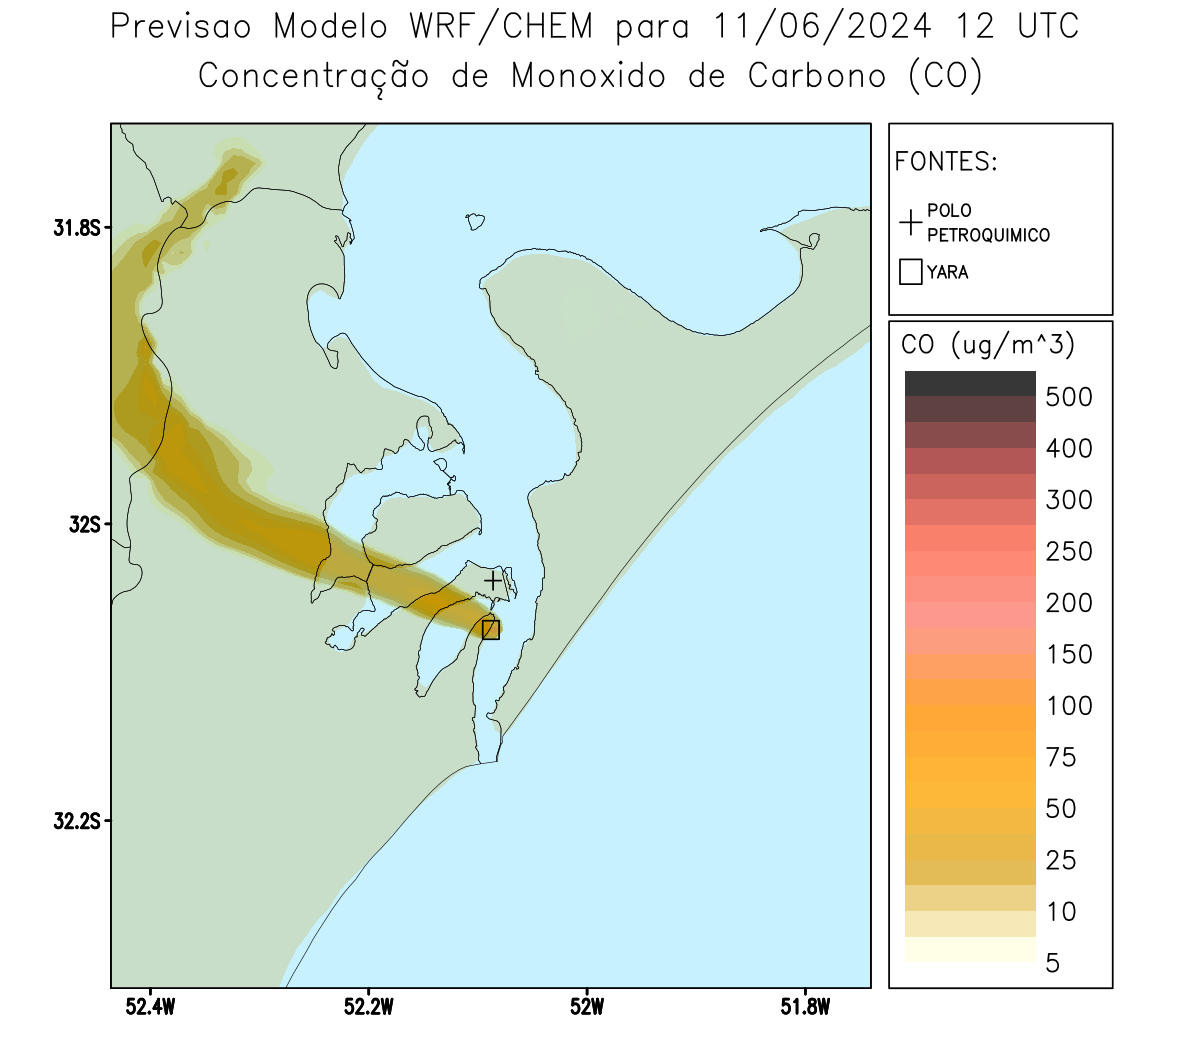 Previsao Modelo WRF/CHEM para 11/06/2024 12 UTC
Concentração de Monoxido de Carbono (CO)
FONTES:
POLO
PETROQUIMICO
YARA
CO (ug/m^3)
500
400
300
250
200
150
100
75
50
25
10
5
31.8S
32S
32.2S
52.4W
52.2W
52W
51.8W